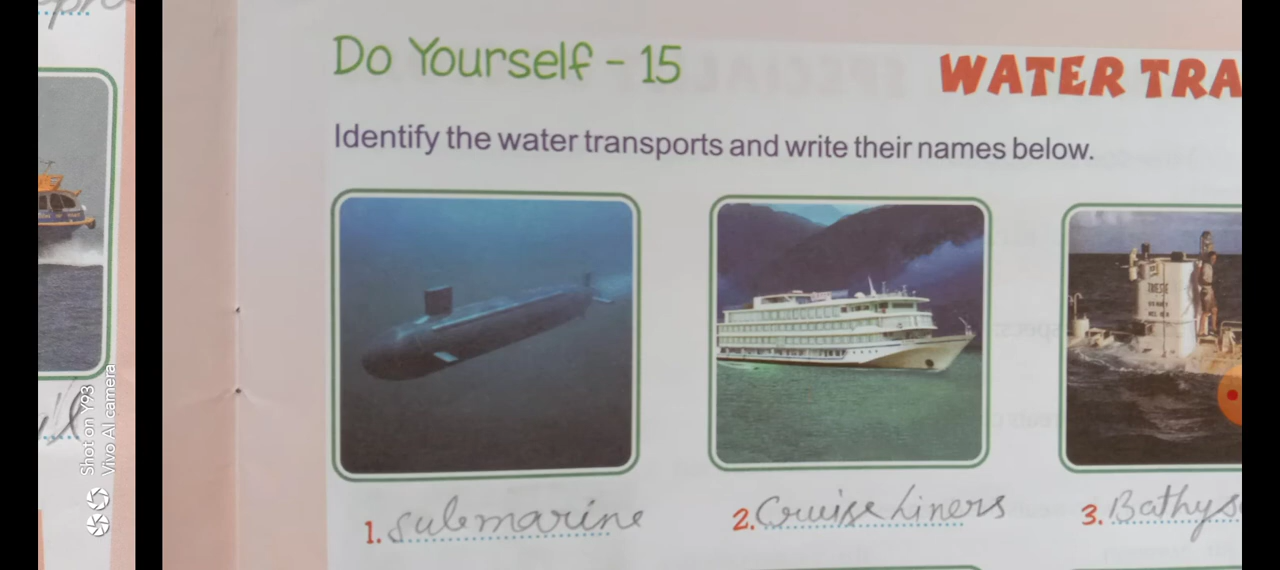 Do Yourself - 15
WATER TRA
Identify the water transports and write their names below.
TRIESTE
1. Submarine
2. Cruise Liners
3. Bathys
Shot on Y93
Vivo AI camera